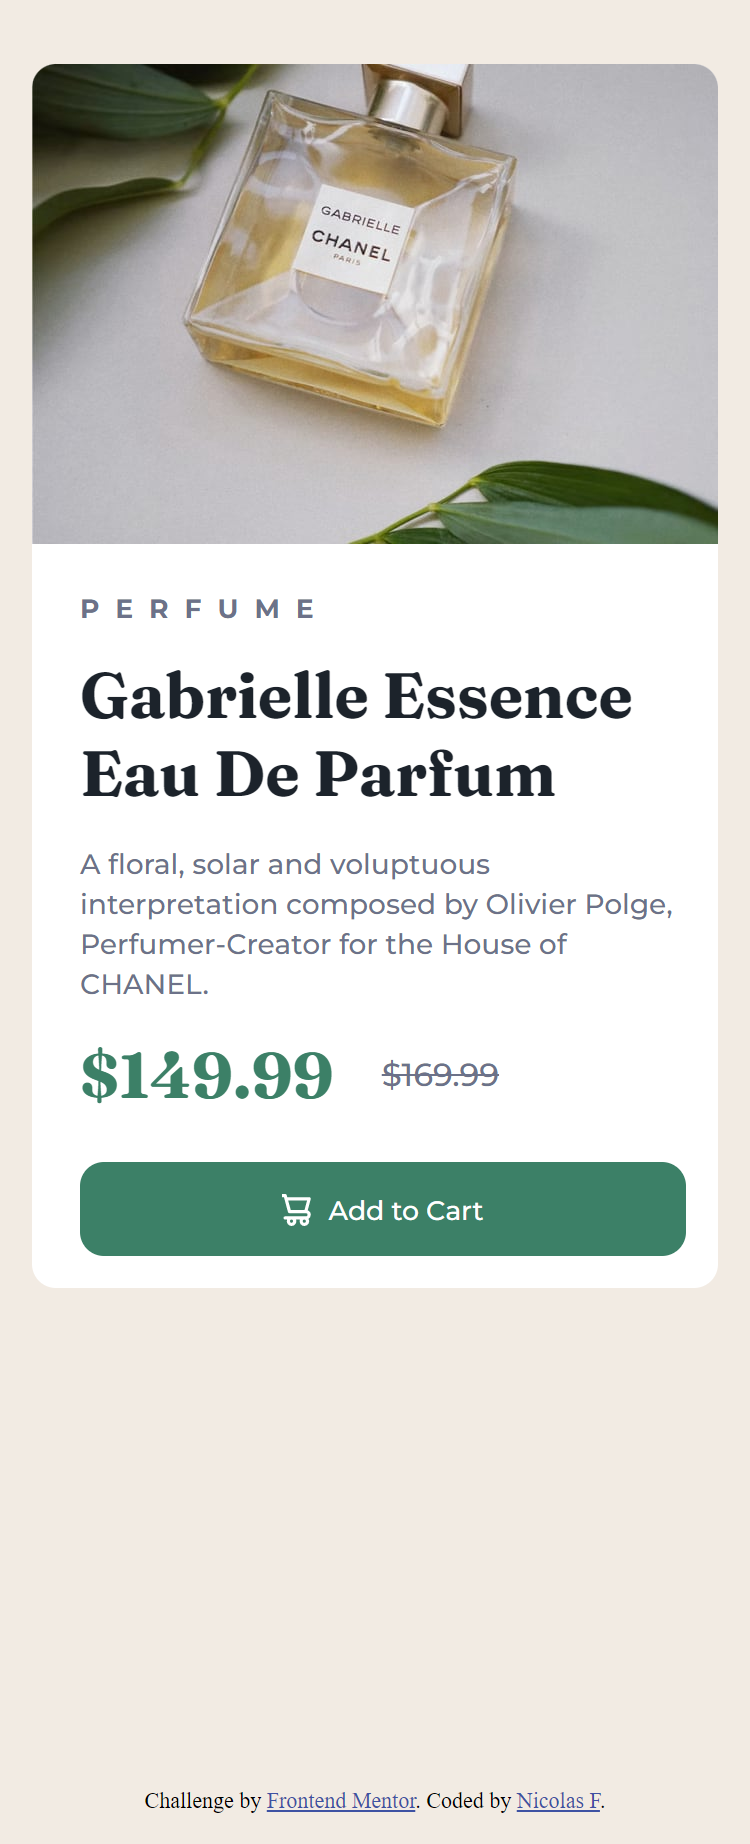 GABRIELLE
CHANEL
PARIS
PERFUME
Gabrielle Essence
Eau De Parfum
A floral, solar and voluptuous
interpretation composed by Olivier Polge,
Perfumer-Creator for the House of
CHANEL.
$149.99 $169.99
Add to Cart
Challenge by Frontend Mentor. Coded by Nicolas F.